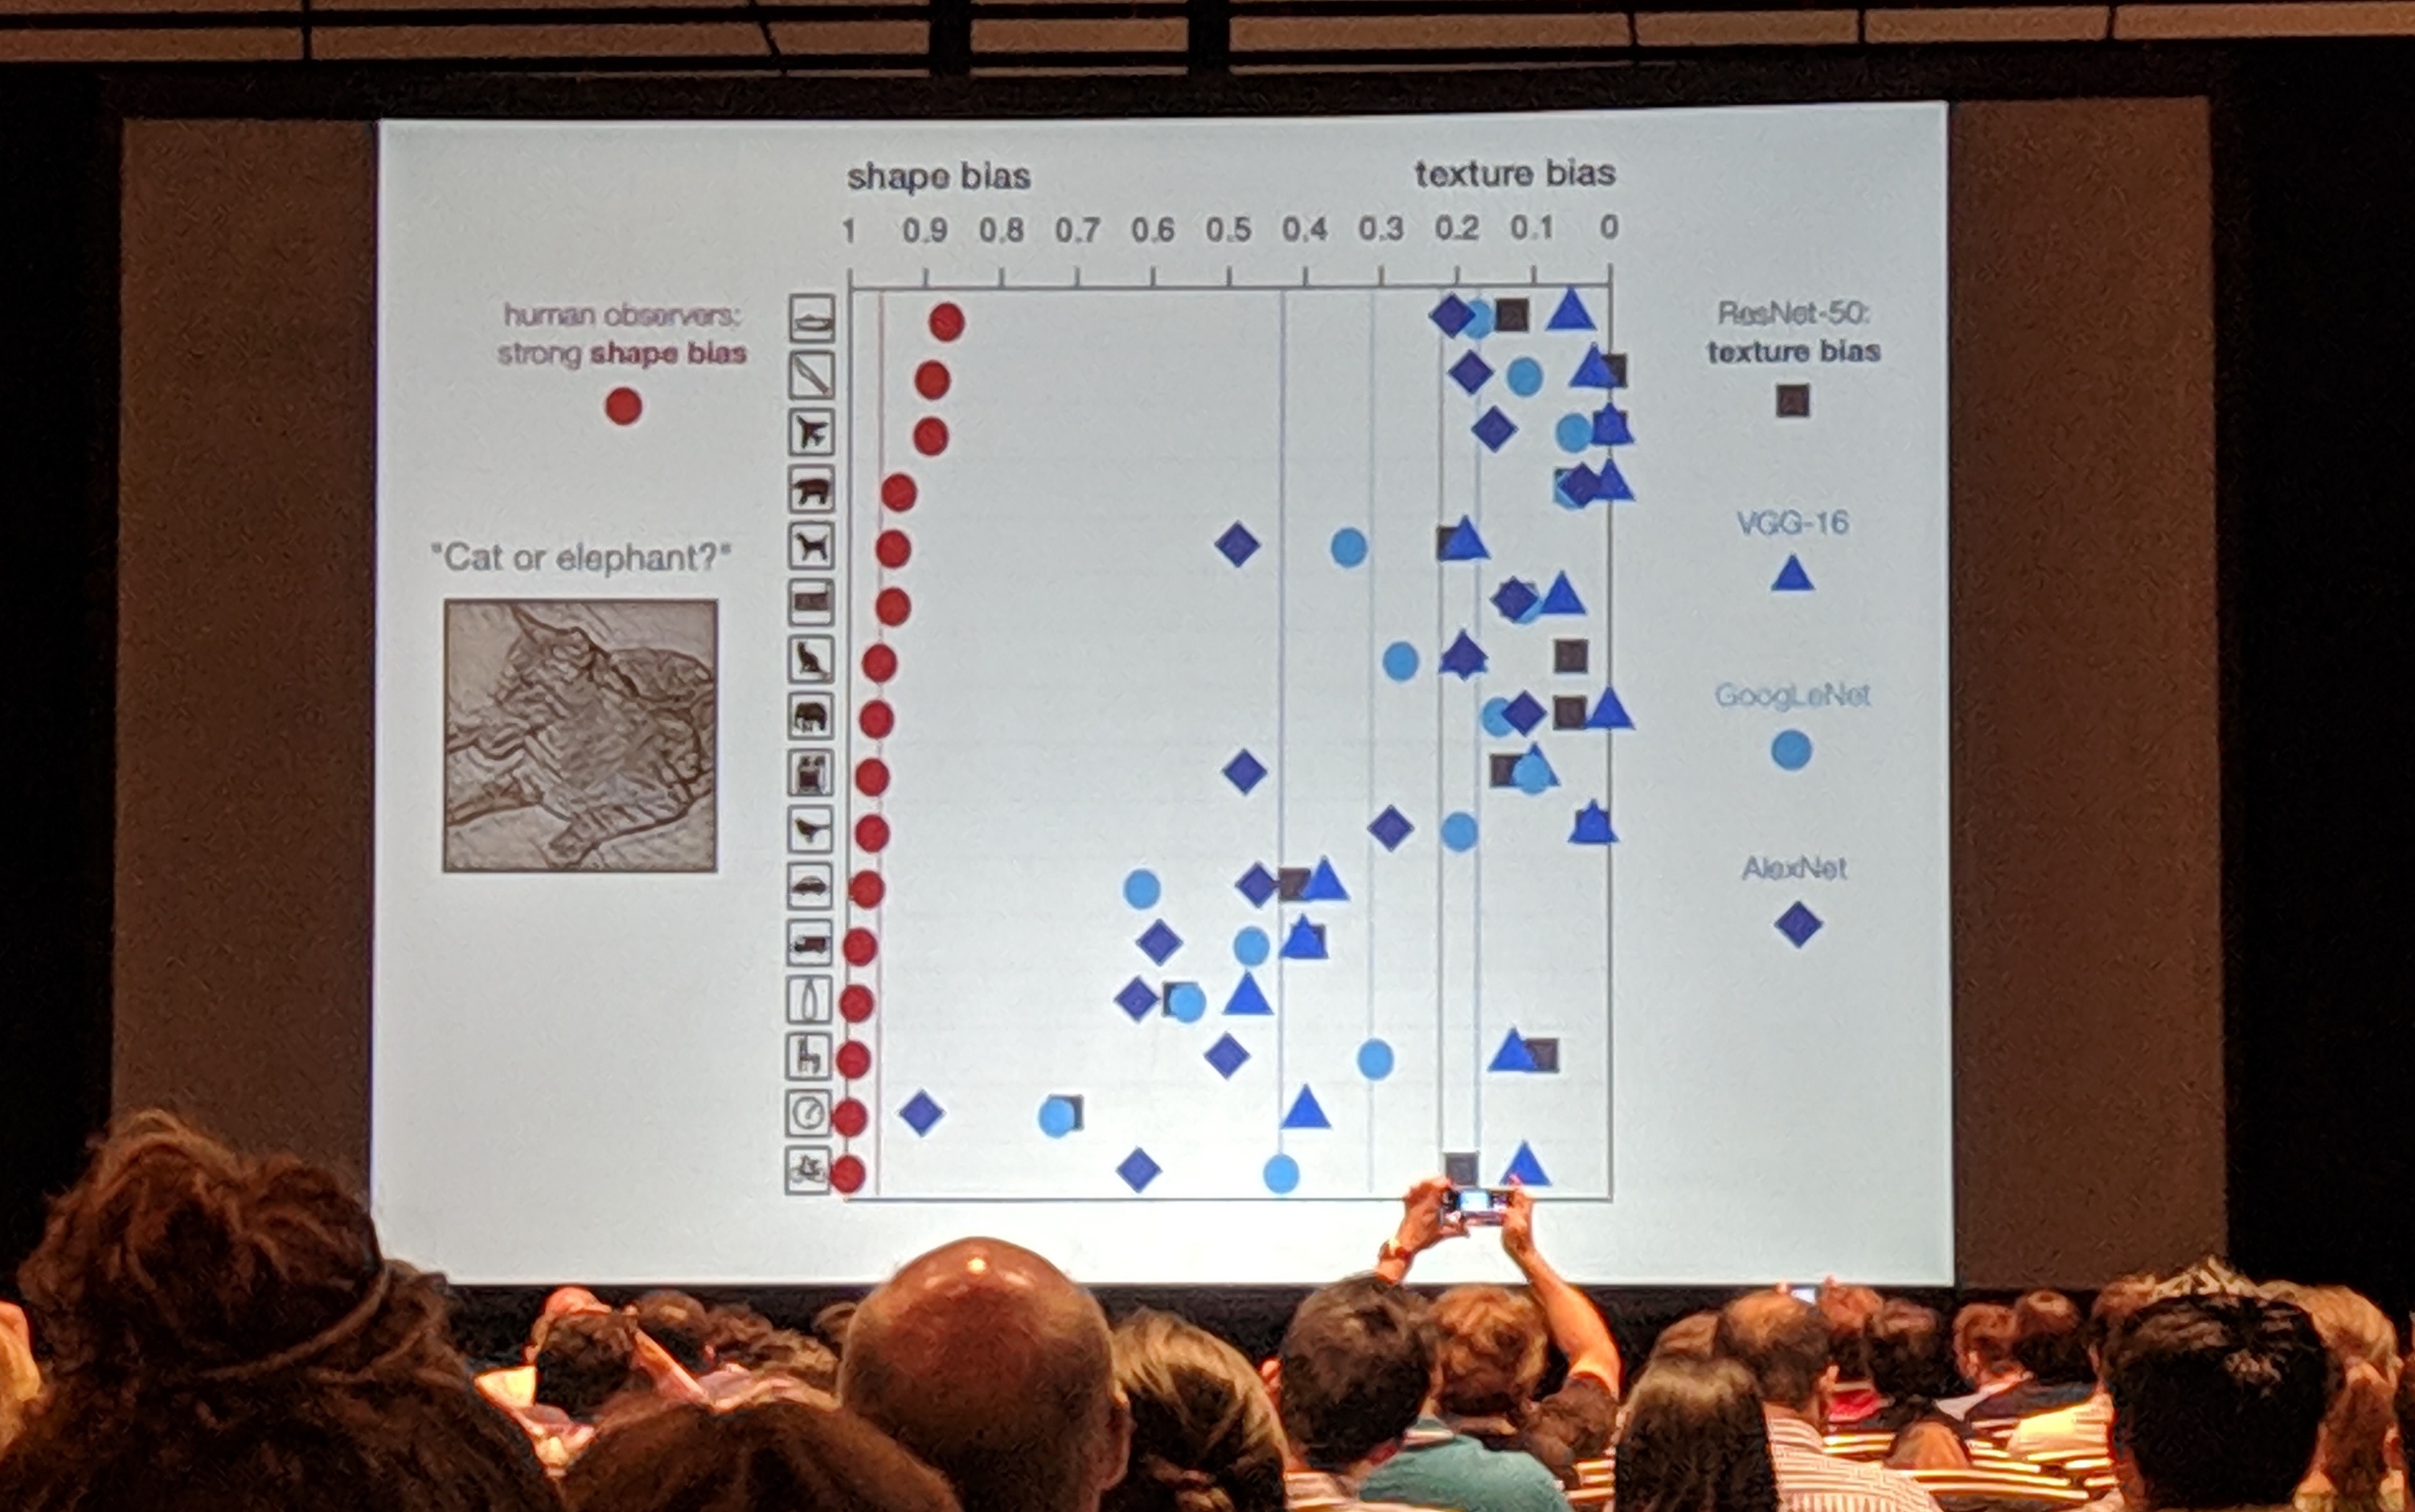 shape bias texture bias
1 0.9 0.8 0.7 0.6 0.5 0.4 0.3 0.2 0.1 0
human observers:
strong shape bias
"Cat or elephant?"
ResNet-50:
texture bias
VGG-16
GoogLeNet
AlexNet